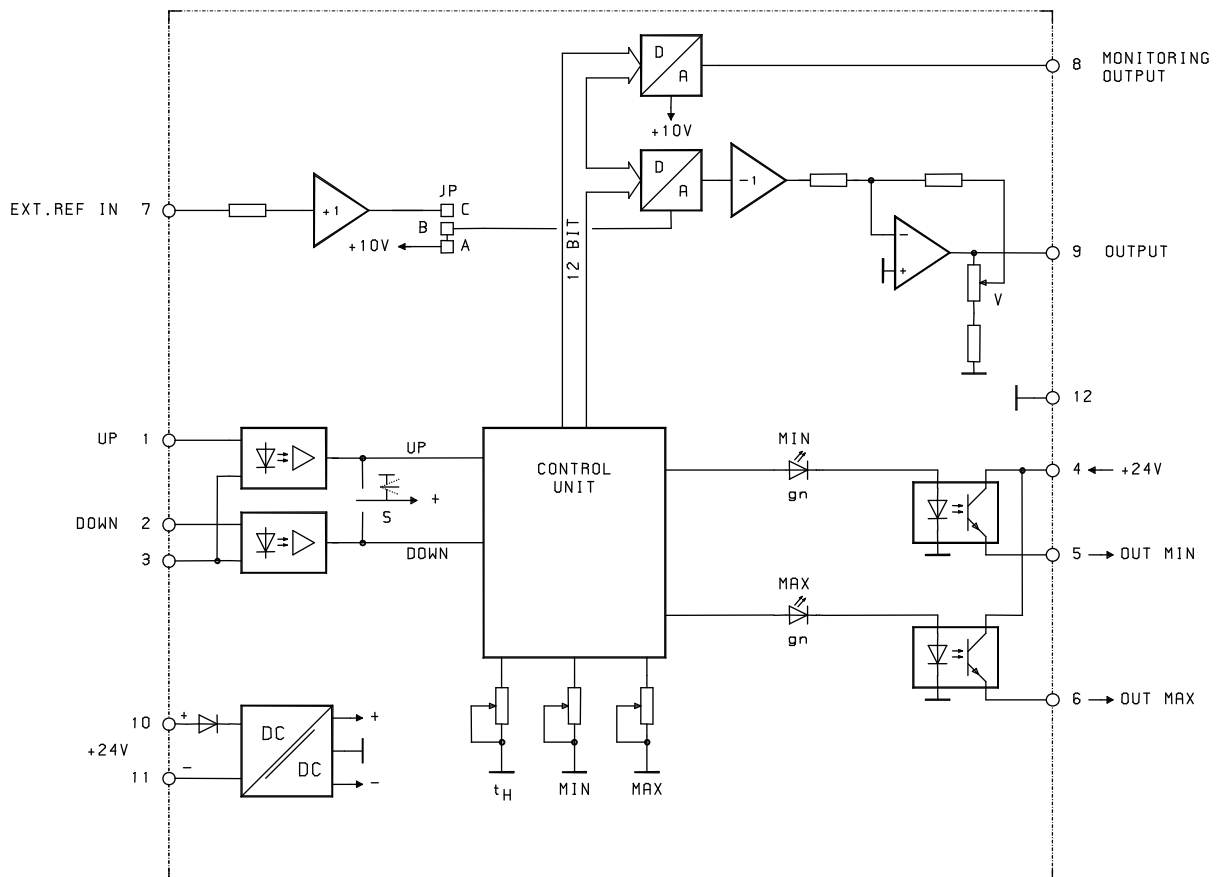 D
A
8 MONITORING
OUTPUT
+10V
D
A
-1
JP
EXT.REF IN 7
+1
C
B
+10V
A
12 BIT
-
+
9 OUTPUT
V
12
UP 1
UP
CONTROL
UNIT
MIN
gn
4 +24V
+
S
DOWN 2
DOWN
3
5 OUT MIN
MAX
gn
6 OUT MAX
10 +
DC
+
+24V
DC
11 -
-
tH
MIN
MAX